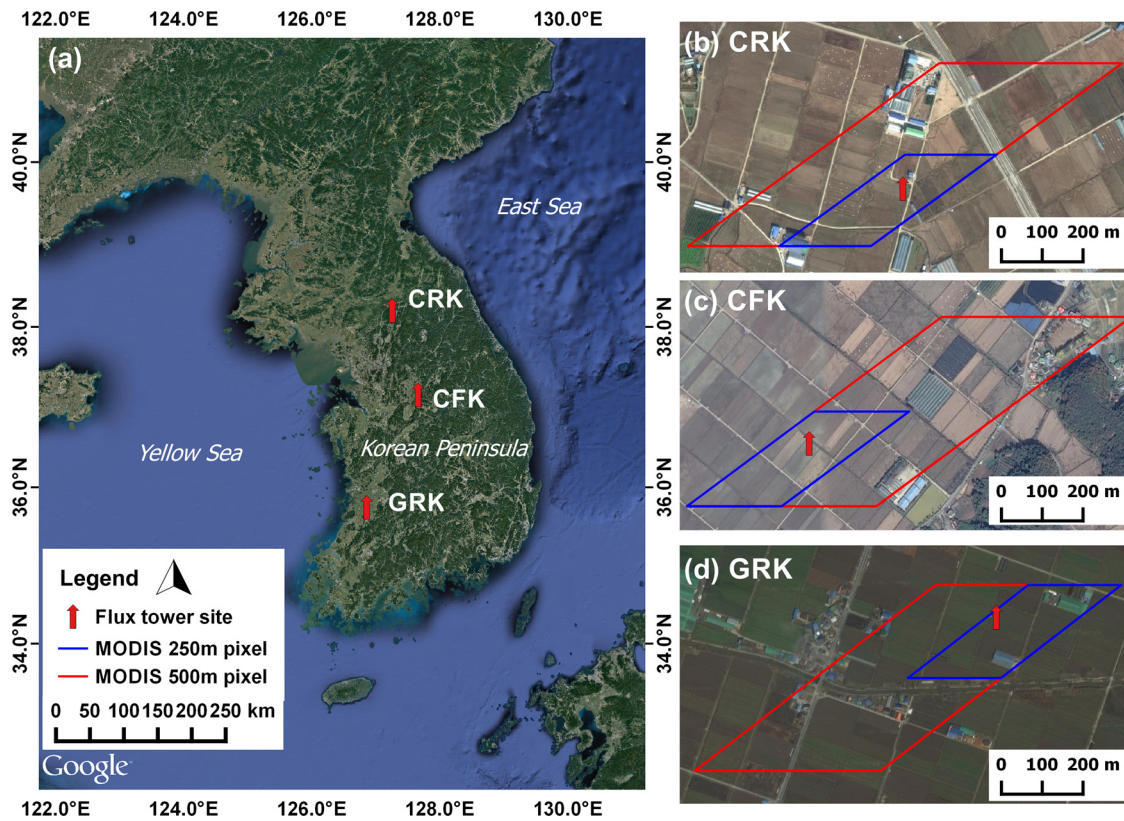 122.0°E 124.0°E 126.0°E 128.0°E 130.0°E
(a)
40.0°N
38.0°N
36.0°N
34.0°N
East Sea
CRK
CFK
Yellow Sea
Korean Peninsula
GRK
40.0°N
38.0°N
36.0°N
34.0°N
Legend
Flux tower site
MODIS 250m pixel
MODIS 500m pixel
0 50 100 150 200 250 km
Google
122.0°E 124.0°E 126.0°E 128.0°E 130.0°E
(b) CRK
0 100 200 m
(c) CFK
0 100 200 m
(d) GRK
0 100 200 m